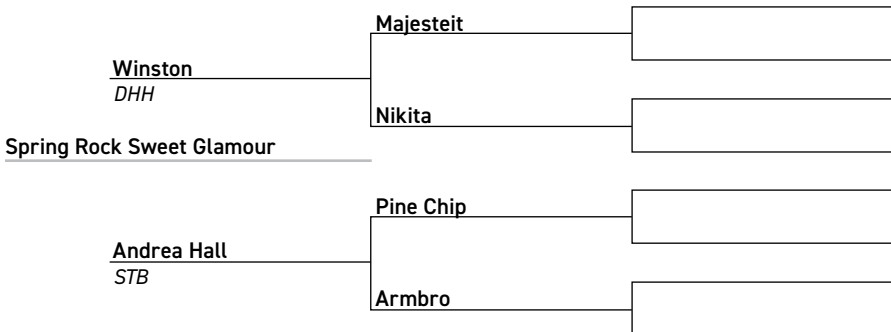 Majesteit
Winston
DHH
Nikita
Spring Rock Sweet Glamour
Pine Chip
Andrea Hall
STB
Armbro